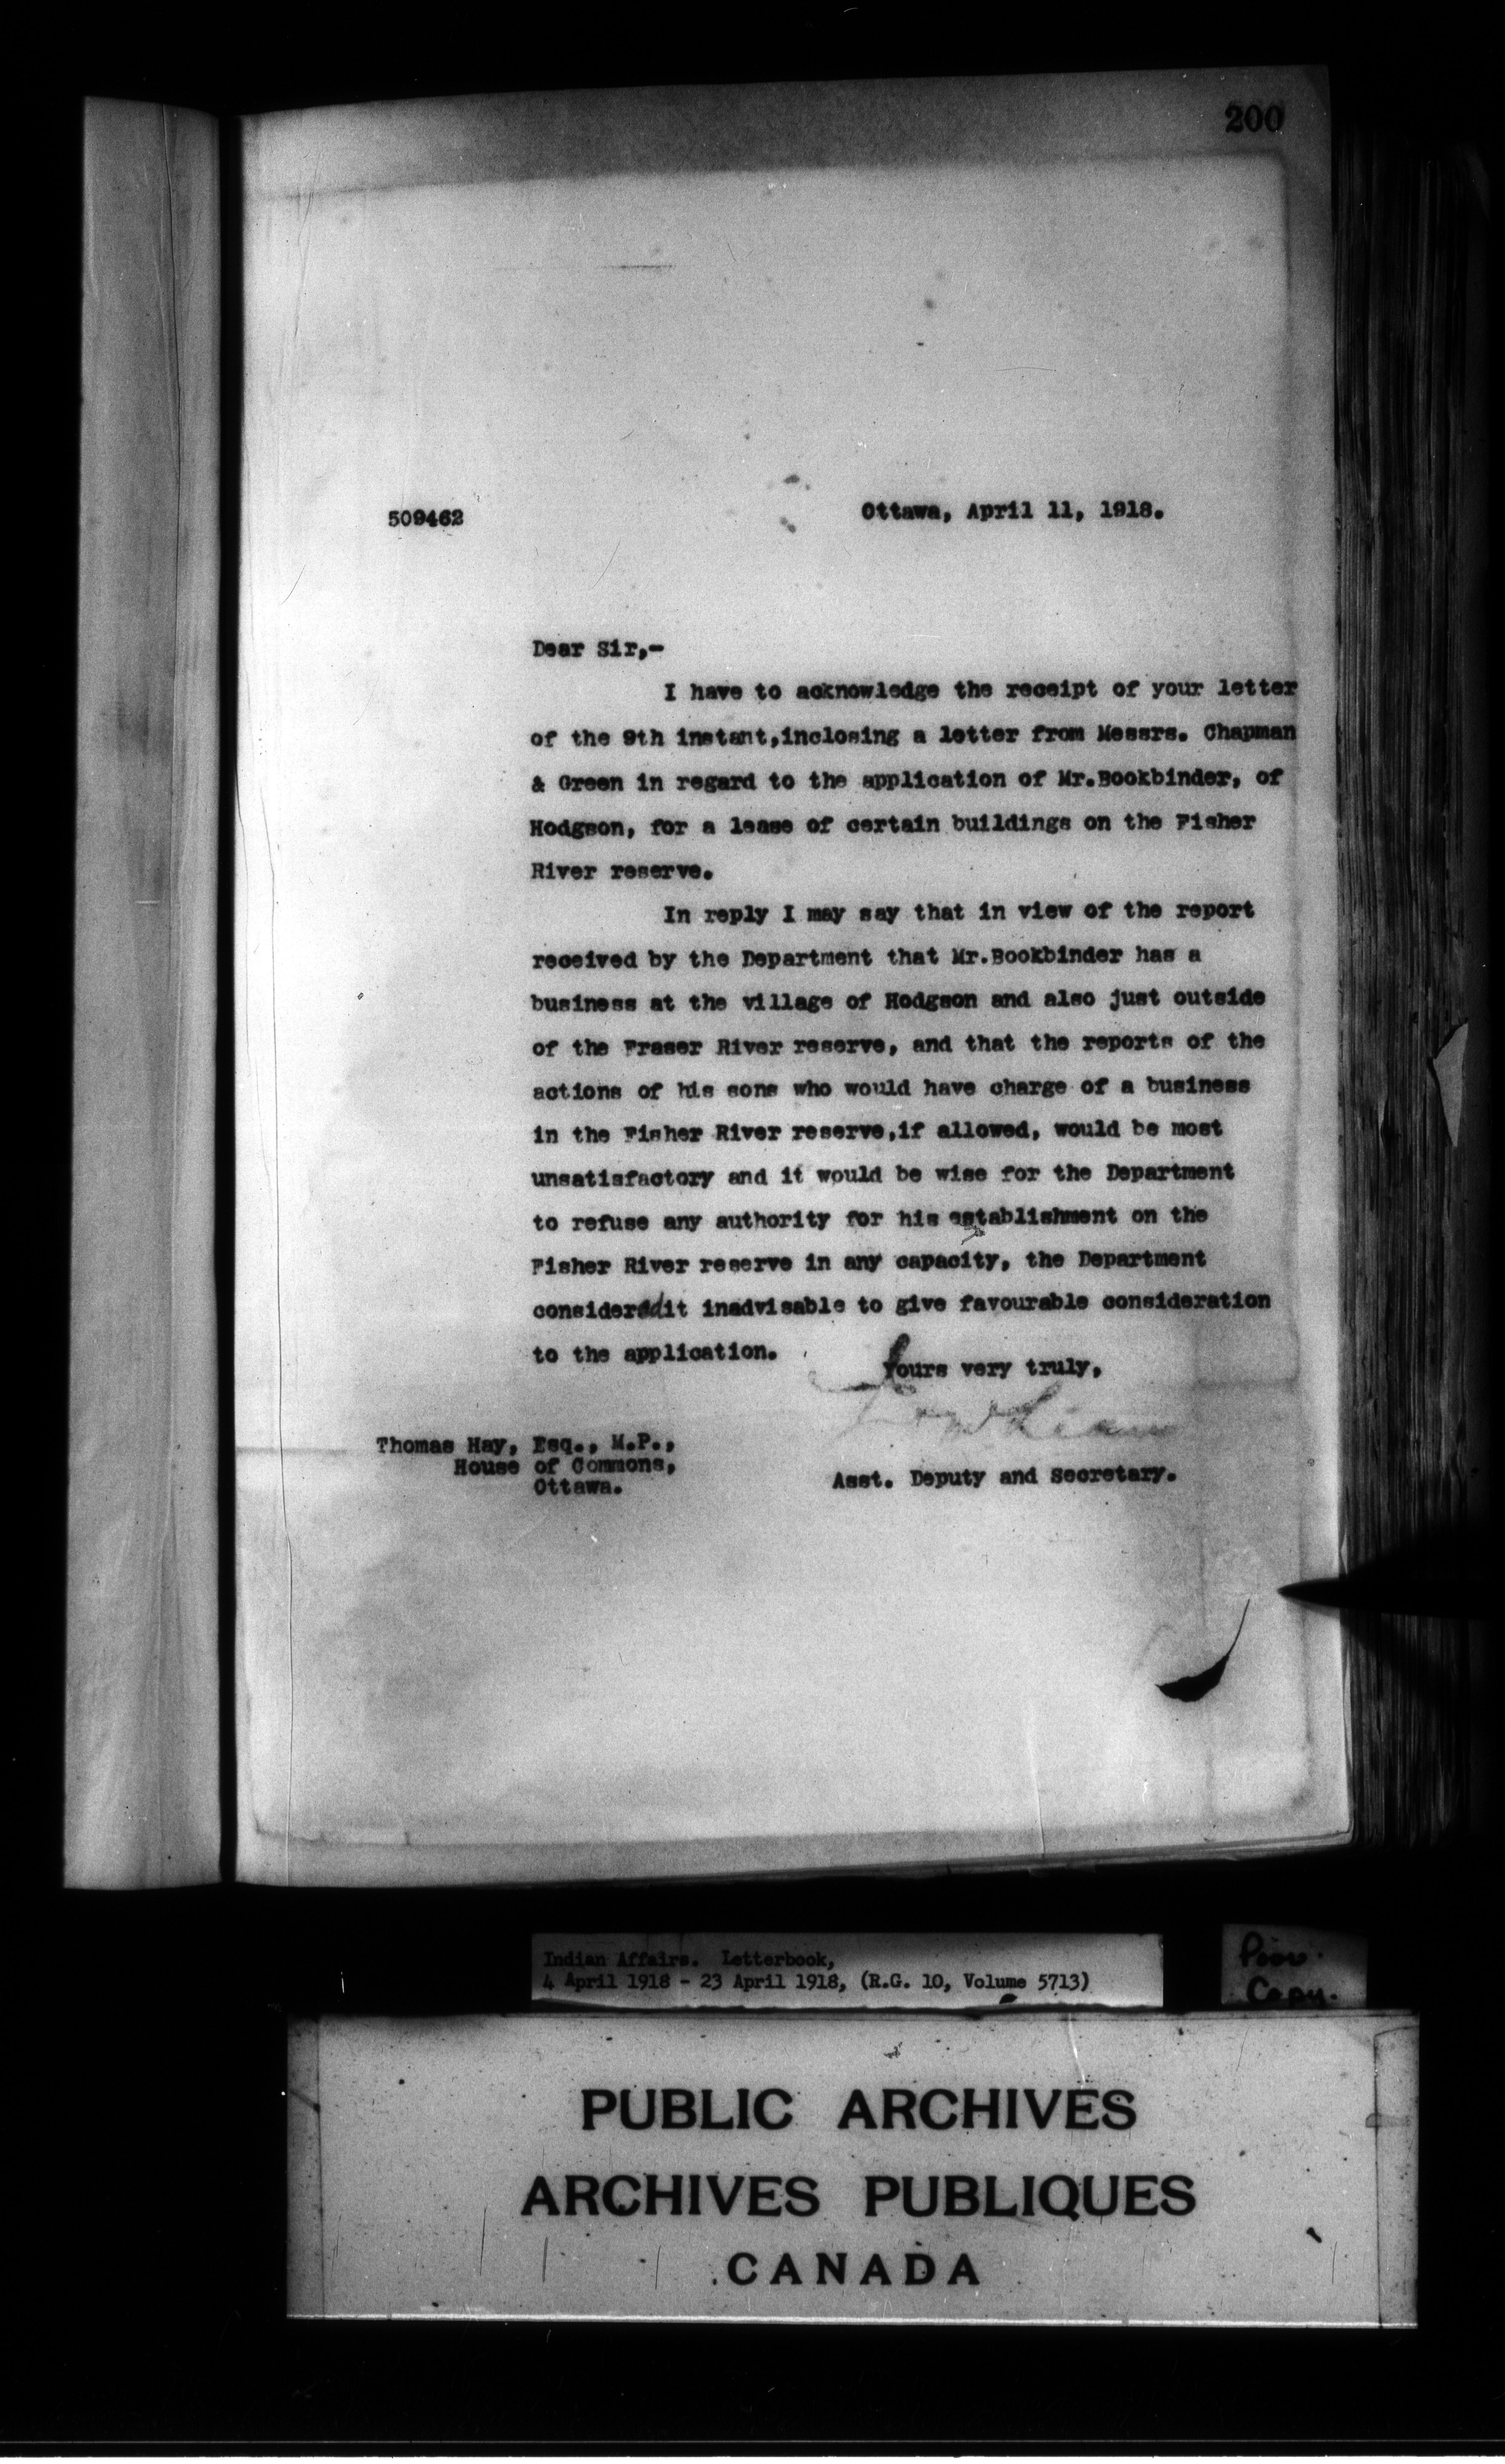 200
509462
Ottawa, April 11, 1918.
Dear Sir,-
I have to acknowledge the receipt of your letter
of the 9th instant,inclosing a letter from Messrs. Chapman
& Green in regard to the application of Mr.Bookbinder, of
Hodgson, for a lease of certain buildings on the Fisher
River reserve.
In reply I may say that in view of the report
received by the Department that Mr.Bookbinder has a
business at the village of Hodgson and also just outside
of the Fraser River reserve, and that the reports of the
actions of his sons who would have charge of a business
in the Fisher River reserve,if allowed, would be most
unsatisfactory and it would be wise for the Department
to refuse any authority for his establishment on the
Fisher River reserve in any capacity, the Department
consideredit inadvisable to give favourable consideration
to the application.
Yours very truly,
Asst. Deputy and Secretary.
Thomas Hay, Esq., M.P.,
House of Commons,
Ottawa.
Indian Affairs. Letterbook,
4 April 1918 - 23 April 1918, (R.G. 10, Volume 5713)
Poor
Copy.
PUBLIC ARCHIVES
ARCHIVES PUBLIQUES
CANADA